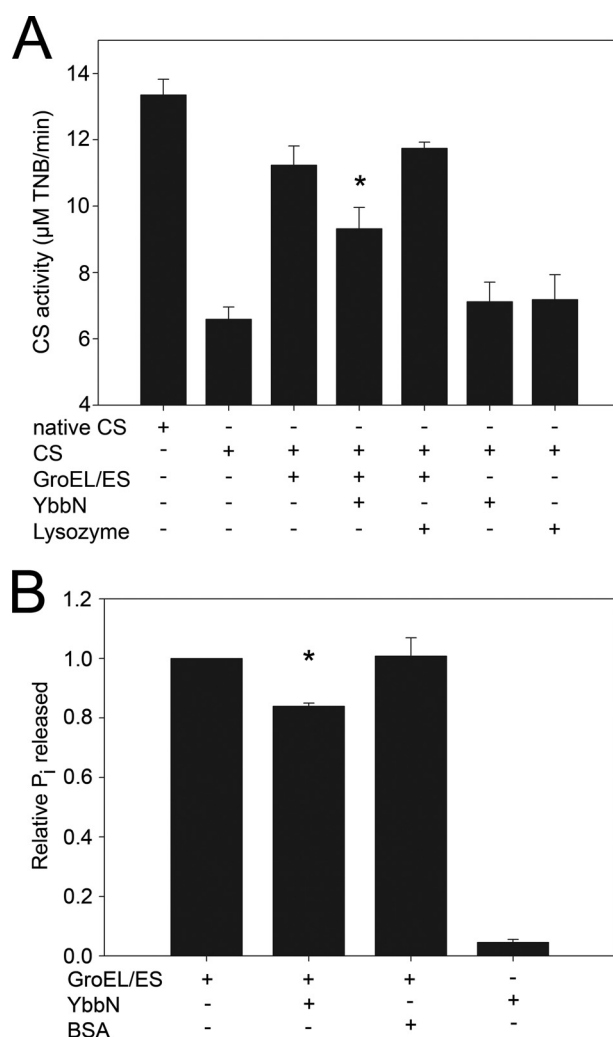 A
CS activity (µM TNB/min)
14
12
10
8
6
4
*
native CS + - - - - - -
CS - + + + + + +
GroEL/ES - - + + + - -
YbbN - - - + - + -
Lysozyme - - - - + - +
B
Relative Pi released
1.2
1.0
0.8
0.6
0.4
0.2
0.0
*
GroEL/ES + + + -
YbbN - + - +
BSA - - + -